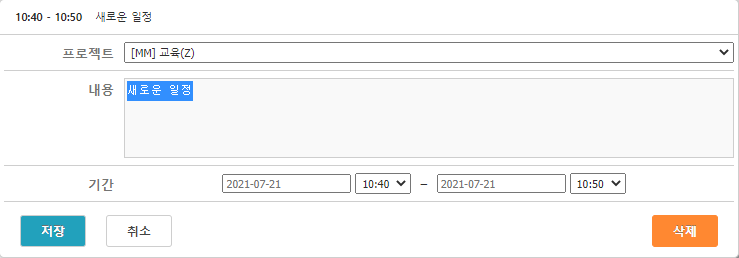 10:40 - 10:50 새로운 일정
프로젝트 [MM] 교육(Z)
내용 새로운 일정
기간 2021-07-21 10:40 – 2021-07-21 10:50
저장 취소 삭제